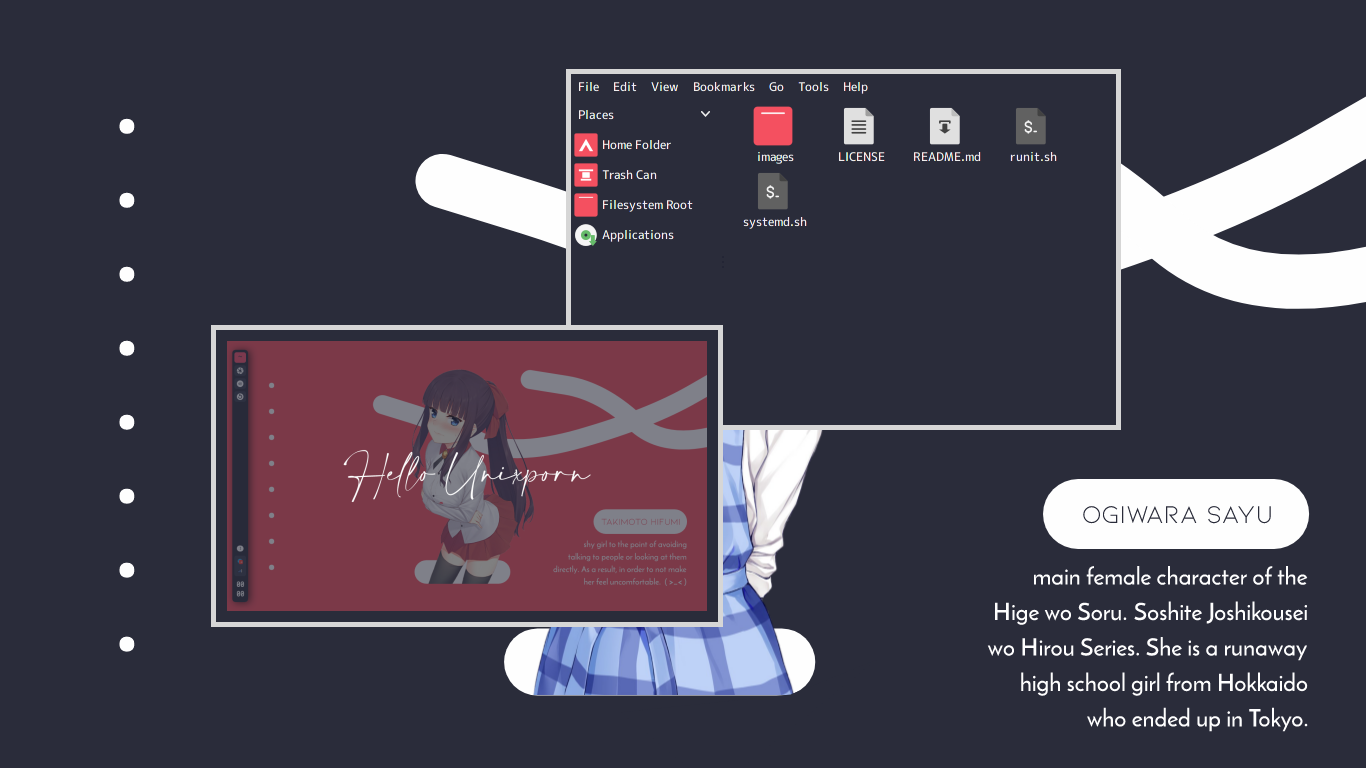 File Edit View Bookmarks Go Tools Help
Places
Home Folder
Trash Can
Filesystem Root
Applications
images
LICENSE
README.md
runit.sh
systemd.sh
Hello Unixporn
TAKIMOTO HIFUMI
shy girl to the point of avoiding
talking to people or looking at them
directly. As a result, in order to not make
her feel uncomfortable. (>_<)
OGIWARA SAYU
main female character of the
Hige wo Soru. Soshite Joshikousei
wo Hirou Series. She is a runaway
high school girl from Hokkaido
who ended up in Tokyo.